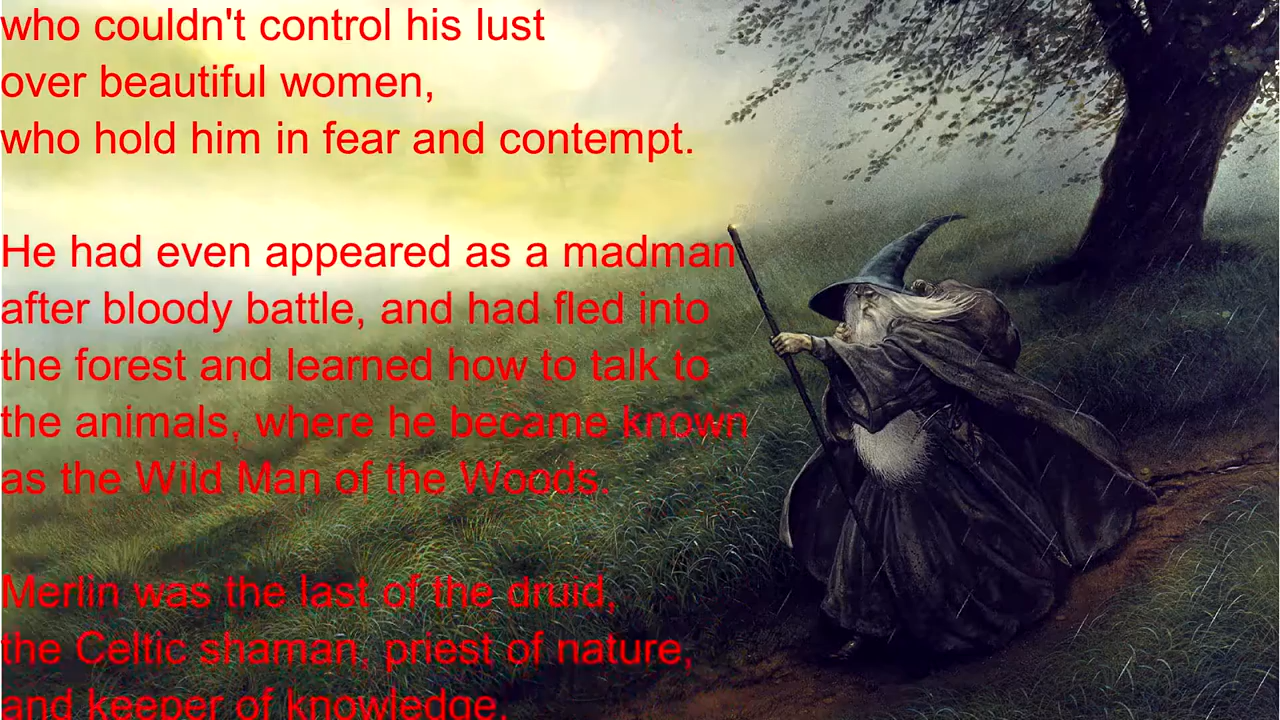 who couldn't control his lust
over beautiful women,
who hold him in fear and contempt.
He had even appeared as a madman
after bloody battle, and had fled into
the forest and learned how to talk to
the animals, where he became known
as the Wild Man of the Woods.
Merlin was the last of the druid,
the Celtic shaman, priest of nature,
and keeper of knowledge.